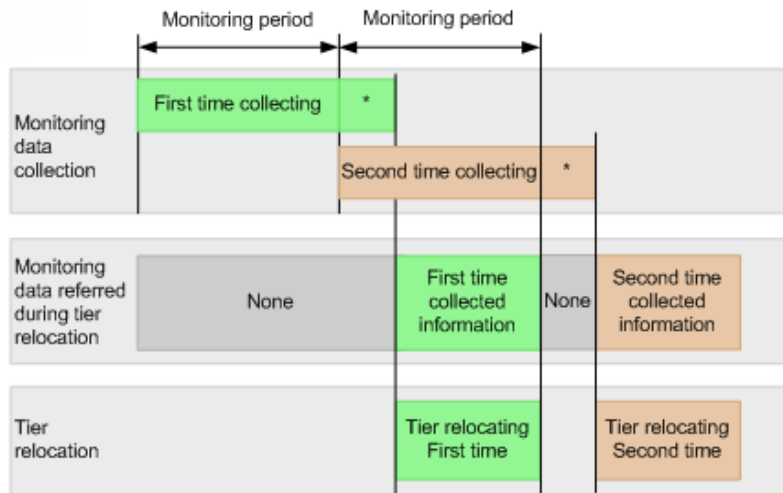 Monitoring period
Monitoring period
Monitoring
data
collection
First time collecting
*
Second time collecting
*
Monitoring
data referred
during tier
relocation
None
First time
collected
information
None
Second time
collected
information
Tier
relocation
Tier relocating
First time
Tier relocating
Second time